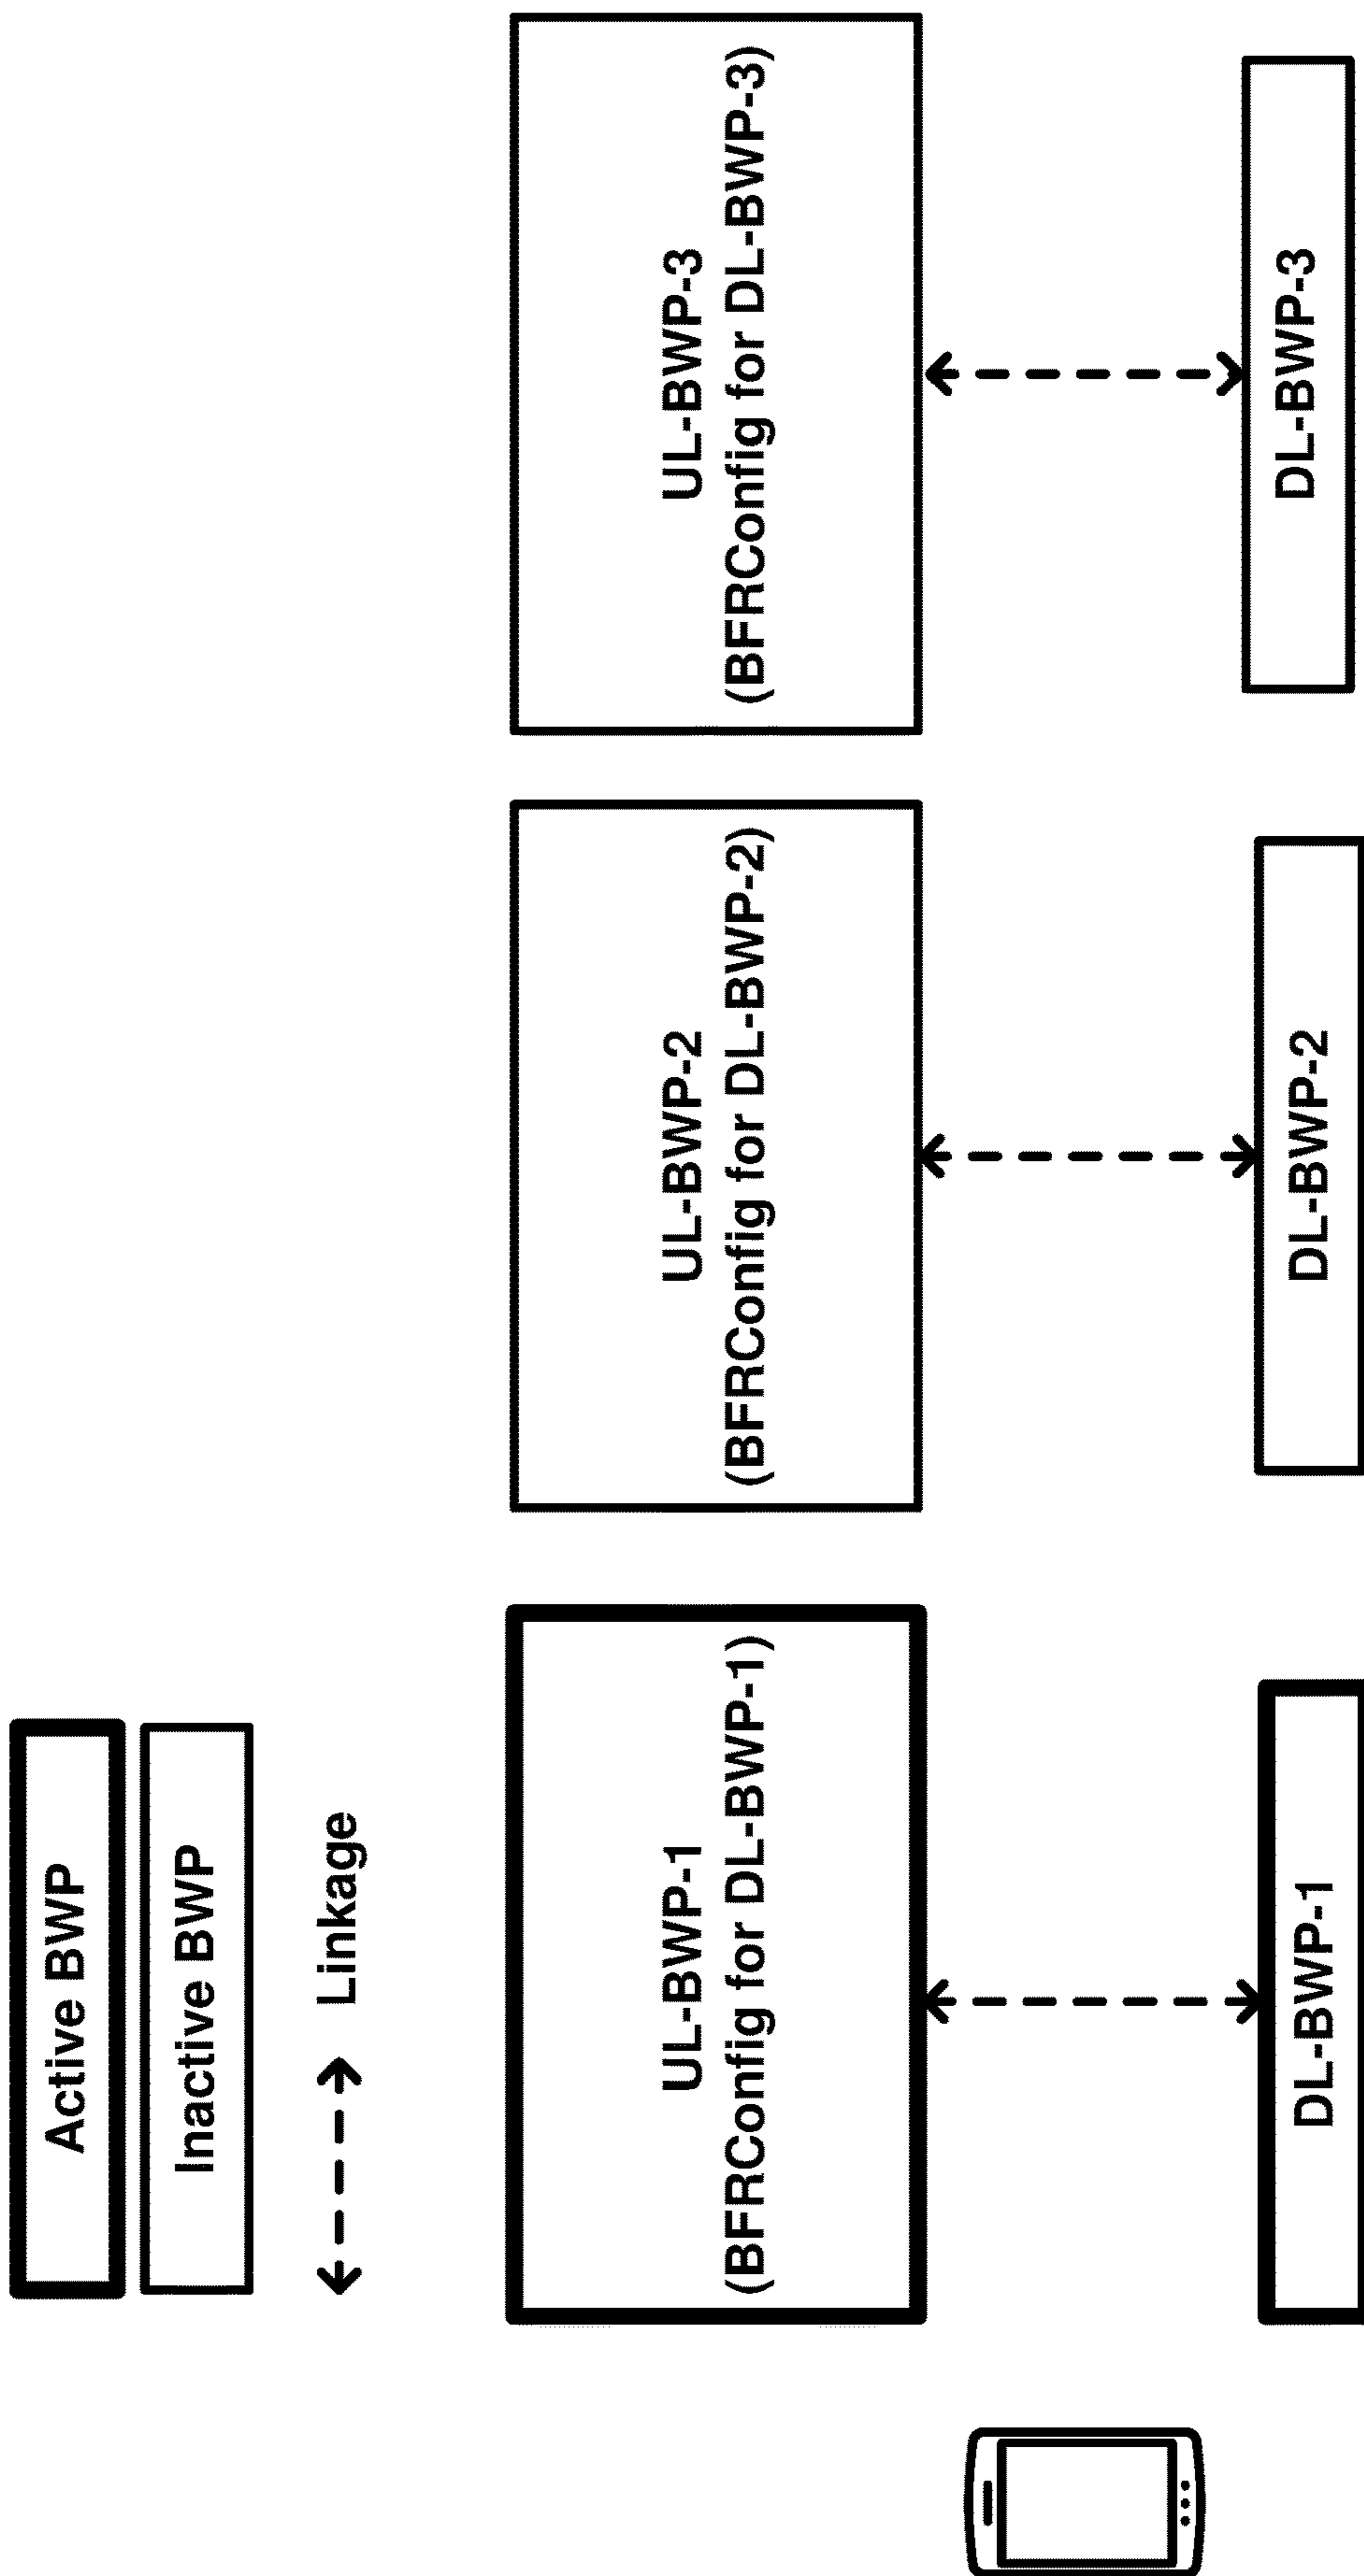 Active BWP
Inactive BWP
Linkage
UL-BWP-1
(BFRConfig for DL-BWP-1)
UL-BWP-2
(BFRConfig for DL-BWP-2)
UL-BWP-3
(BFRConfig for DL-BWP-3)
DL-BWP-1
DL-BWP-2
DL-BWP-3